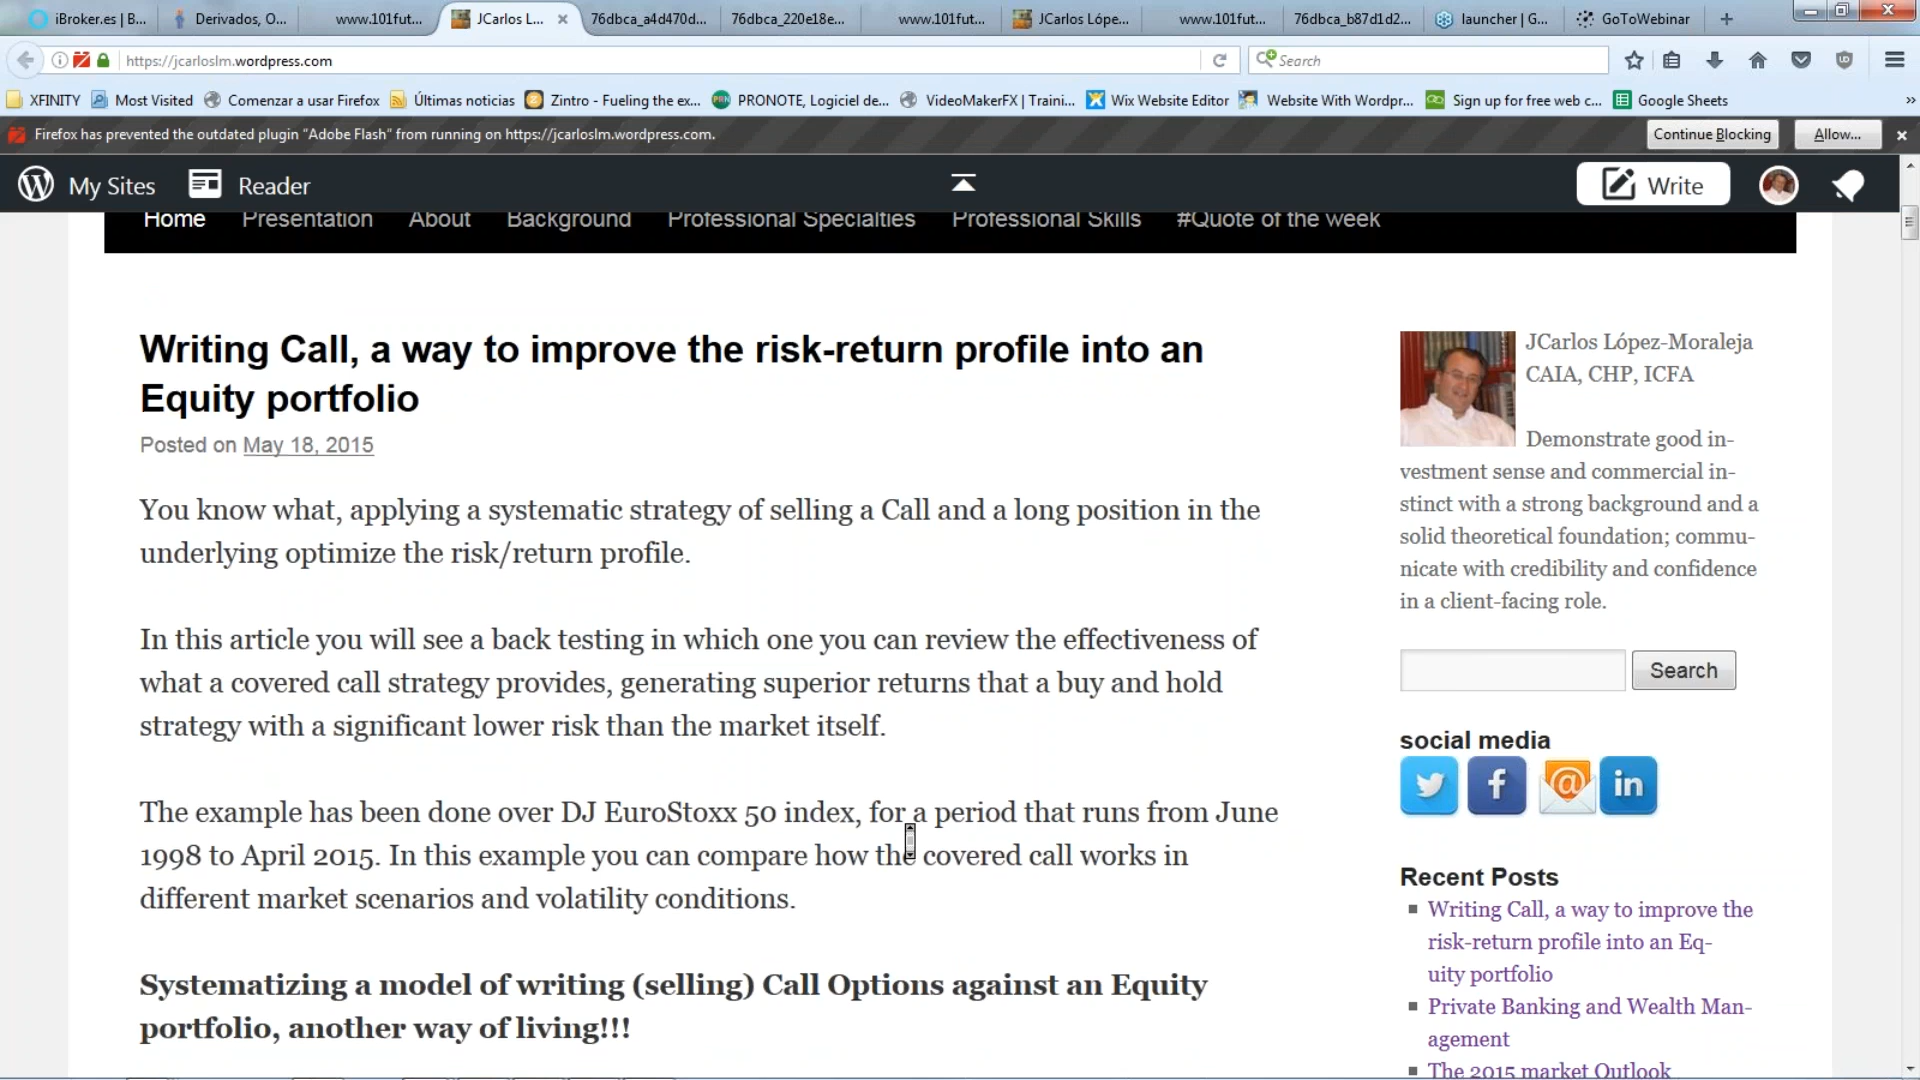 iBroker.es | B...
Derivados, O...
www.101fut...
JCarlos L...
76dbca_a4d470d...
76dbca_220e18e...
www.101fut...
JCarlos Lópe...
www.101fut...
76dbca_b87d1d2...
launcher | G...
GoToWebinar
https://jcarloslm.wordpress.com
Search
XFINITY
Most Visited
Comenzar a usar Firefox
Últimas noticias
Zintro - Fueling the ex...
PRONOTE, Logiciel de...
VideoMakerFX | Traini...
Wix Website Editor
Website With Wordpr...
Sign up for free web c...
Google Sheets
Firefox has prevented the outdated plugin "Adobe Flash" from running on https://jcarloslm.wordpress.com.
Continue Blocking
Allow...
My Sites
Reader
Write
Home
Presentation
About
Background
Professional Specialties
Professional Skills
#Quote of the week
Writing Call, a way to improve the risk-return profile into an
Equity portfolio
Posted on May 18, 2015
You know what, applying a systematic strategy of selling a Call and a long position in the
underlying optimize the risk/return profile.
In this article you will see a back testing in which one you can review the effectiveness of
what a covered call strategy provides, generating superior returns that a buy and hold
strategy with a significant lower risk than the market itself.
The example has been done over DJ EuroStoxx 50 index, for a period that runs from June
1998 to April 2015. In this example you can compare how the covered call works in
different market scenarios and volatility conditions.
Systematizing a model of writing (selling) Call Options against an Equity
portfolio, another way of living!!!
JCarlos López-Moraleja
CAIA, CHP, ICFA
Demonstrate good in-
vestment sense and commercial in-
stinct with a strong background and a
solid theoretical foundation; commu-
nicate with credibility and confidence
in a client-facing role.
Search
social media
Recent Posts
Writing Call, a way to improve the
risk-return profile into an Eq-
uity portfolio
Private Banking and Wealth Man-
agement
The 2015 market Outlook